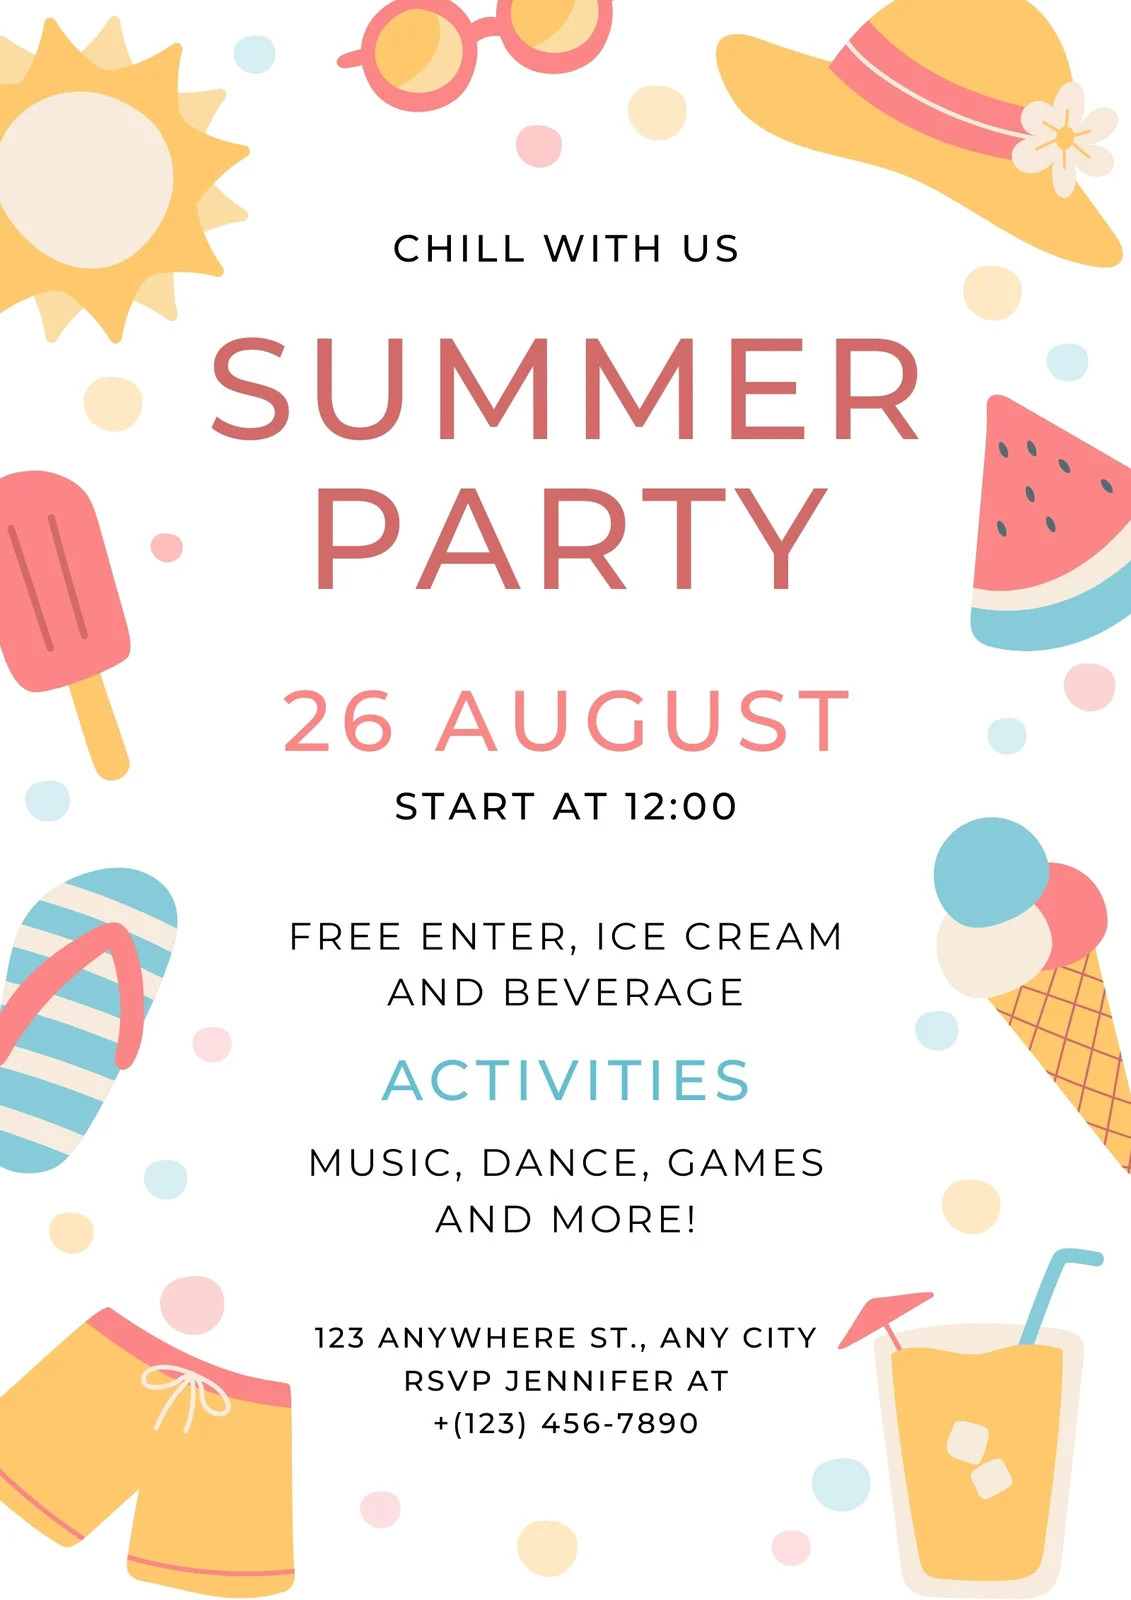 CHILL WITH US
SUMMER
PARTY
26 AUGUST
START AT 12:00
FREE ENTER, ICE CREAM
AND BEVERAGE
ACTIVITIES
MUSIC, DANCE, GAMES
AND MORE!
123 ANYWHERE ST., ANY CITY
RSVP JENNIFER AT
+(123) 456-7890